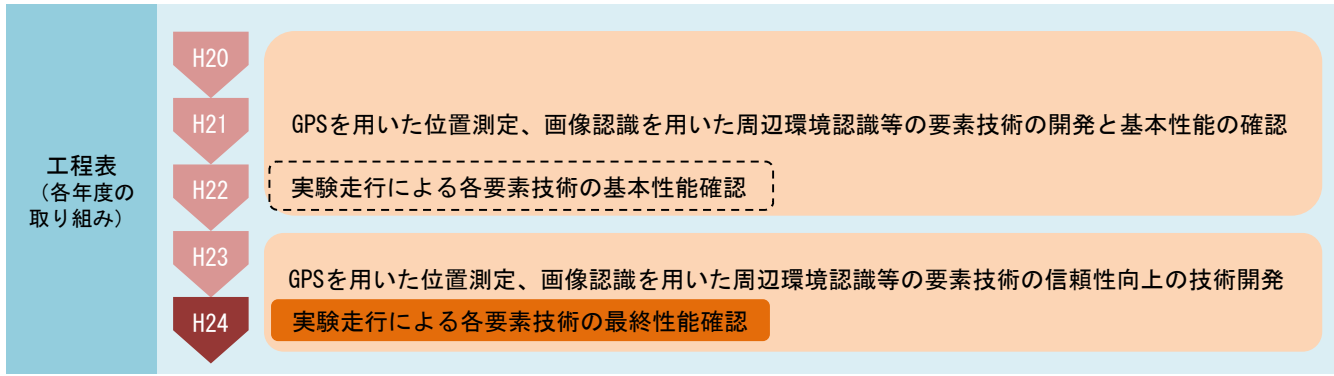 工程表
（各年度の
取り組み）
H20
H21
H22
H23
H24
GPSを用いた位置測定、画像認識を用いた周辺環境認識等の要素技術の開発と基本性能の確認
実験走行による各要素技術の基本性能確認
GPSを用いた位置測定、画像認識を用いた周辺環境認識等の要素技術の信頼性向上の技術開発
実験走行による各要素技術の最終性能確認